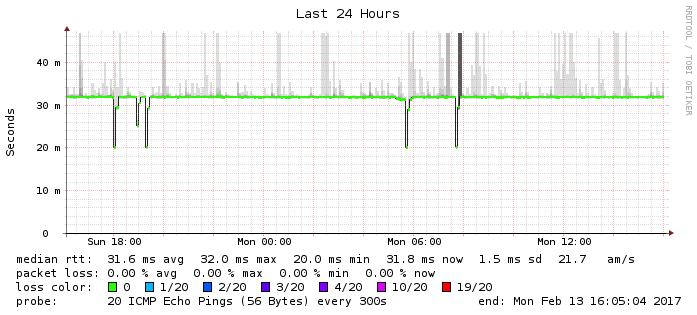 Last 24 Hours
RRDTOOL / TOBI OETIKER
Seconds
40 m
30 m
20 m
10 m
0
Sun 18:00 Mon 00:00 Mon 06:00 Mon 12:00
median rtt: 31.6 ms avg 32.0 ms max 20.0 ms min 31.8 ms now 1.5 ms sd 21.7 am/s
packet loss: 0.00 % avg 0.00 % max 0.00 % min 0.00 % now
loss color: 0 1/20 2/20 3/20 4/20 10/20 19/20
probe: 20 ICMP Echo Pings (56 Bytes) every 300s end: Mon Feb 13 16:05:04 2017